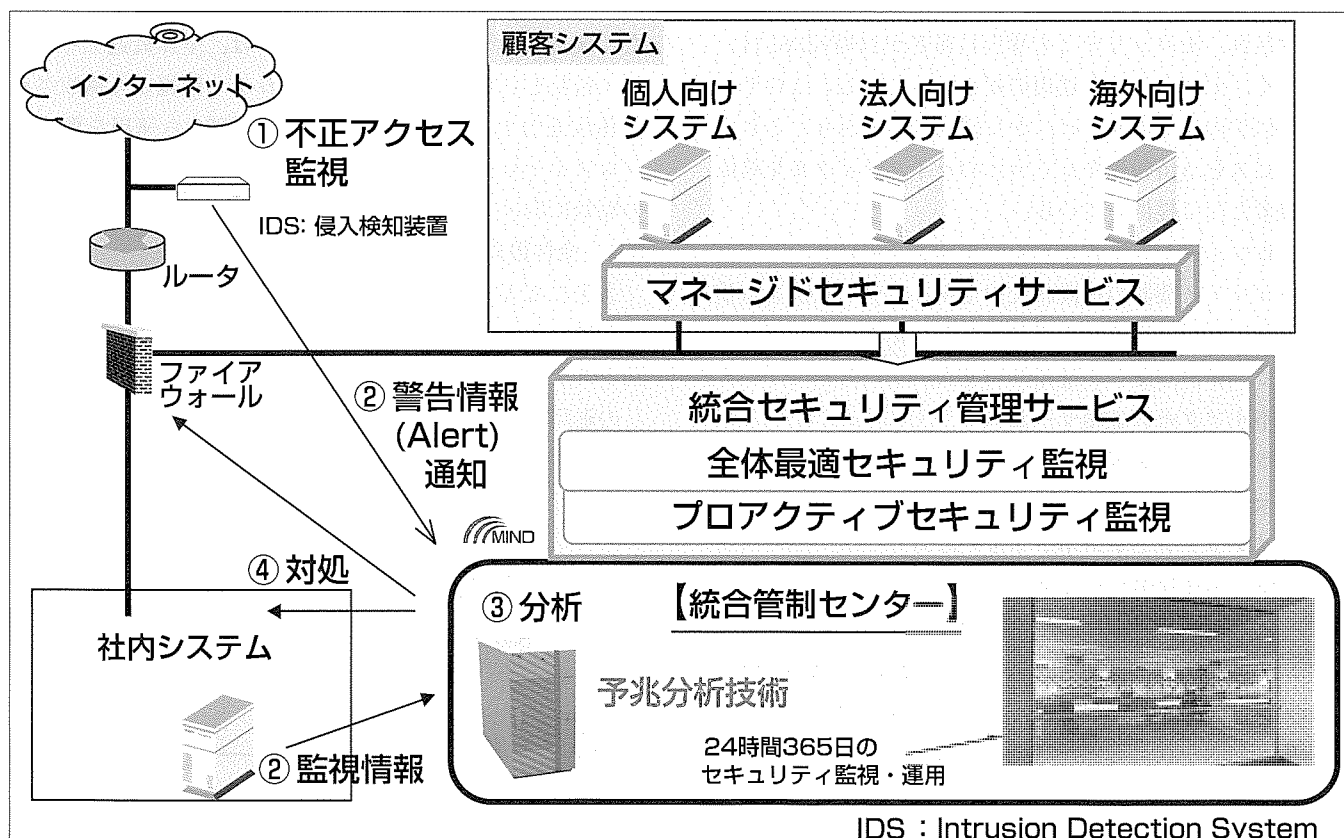 インターネット
① 不正アクセス
監視
IDS: 侵入検知装置
ルータ
ファイア
ウォール
顧客システム
個人向け
システム
法人向け
システム
海外向け
システム
マネージドセキュリティサービス
統合セキュリティ管理サービス
全体最適セキュリティ監視
プロアクティブセキュリティ監視
② 警告情報
(Alert)
通知
MIND
④ 対処
社内システム
② 監視情報
③ 分析
【統合管制センター】
予兆分析技術
24時間365日の
セキュリティ監視・運用
IDS : Intrusion Detection System